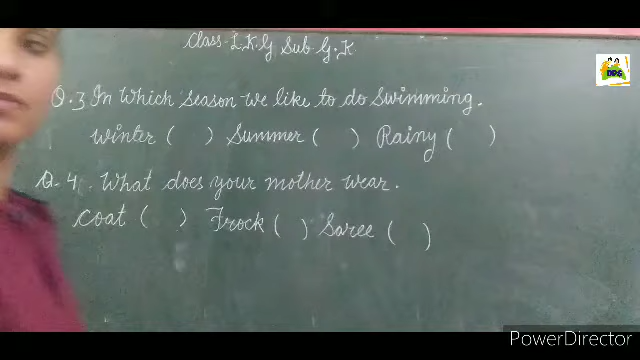 Class-L.K.G Sub G.K
Q.3 In which season we like to do swimming.
winter ( ) Summer ( ) Rainy ( )
Q.4. What does your mother wear.
coat ( ) Frock ( ) Saree ( )
DPS
PowerDirector